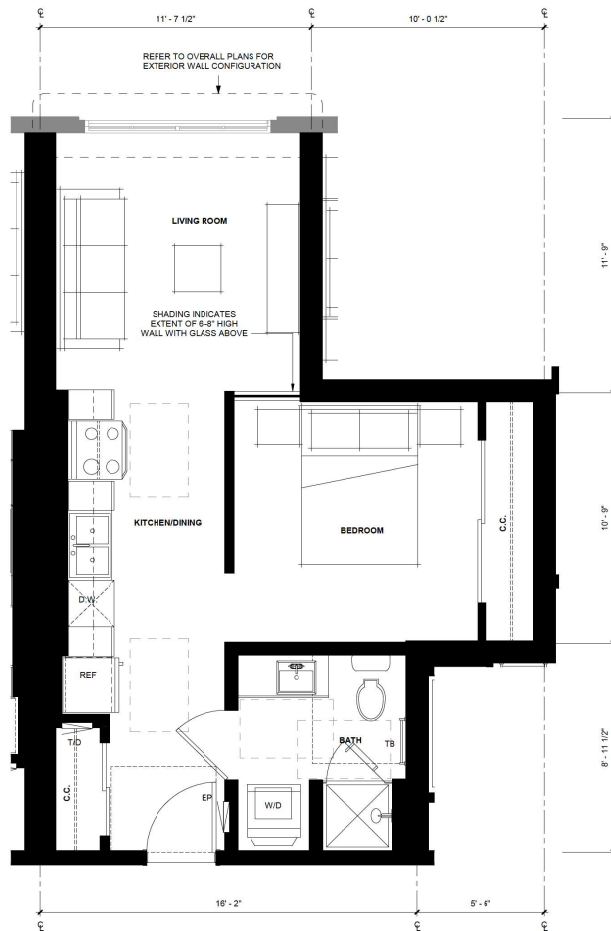 11' - 7 1/2"
10' - 0 1/2"
REFER TO OVERALL PLANS FOR
EXTERIOR WALL CONFIGURATION
LIVING ROOM
11' - 9"
SHADING INDICATES
EXTENT OF 6-8" HIGH
WALL WITH GLASS ABOVE
KITCHEN/DINING
BEDROOM
C.C.
10' - 9"
D.W
REF
T/D
C.C.
EP
BATH
TB
W/D
8' - 11 1/2"
16' - 2"
5' - 6"